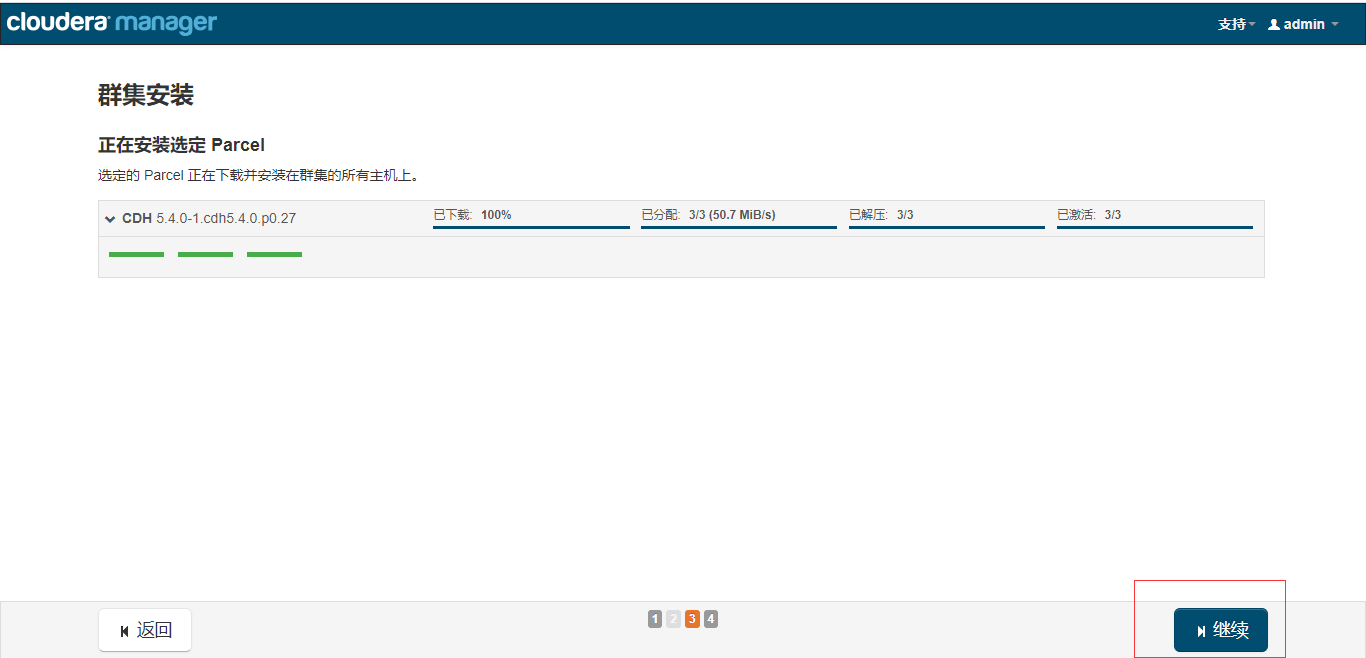 cloudera manager
支持 admin
群集安装
正在安装选定 Parcel
选定的 Parcel 正在下载并安装在群集的所有主机上。
CDH 5.4.0-1.cdh5.4.0.p0.27 已下载: 100% 已分配: 3/3 (50.7 MiB/s) 已解压: 3/3 已激活: 3/3
返回 1 2 3 4 继续